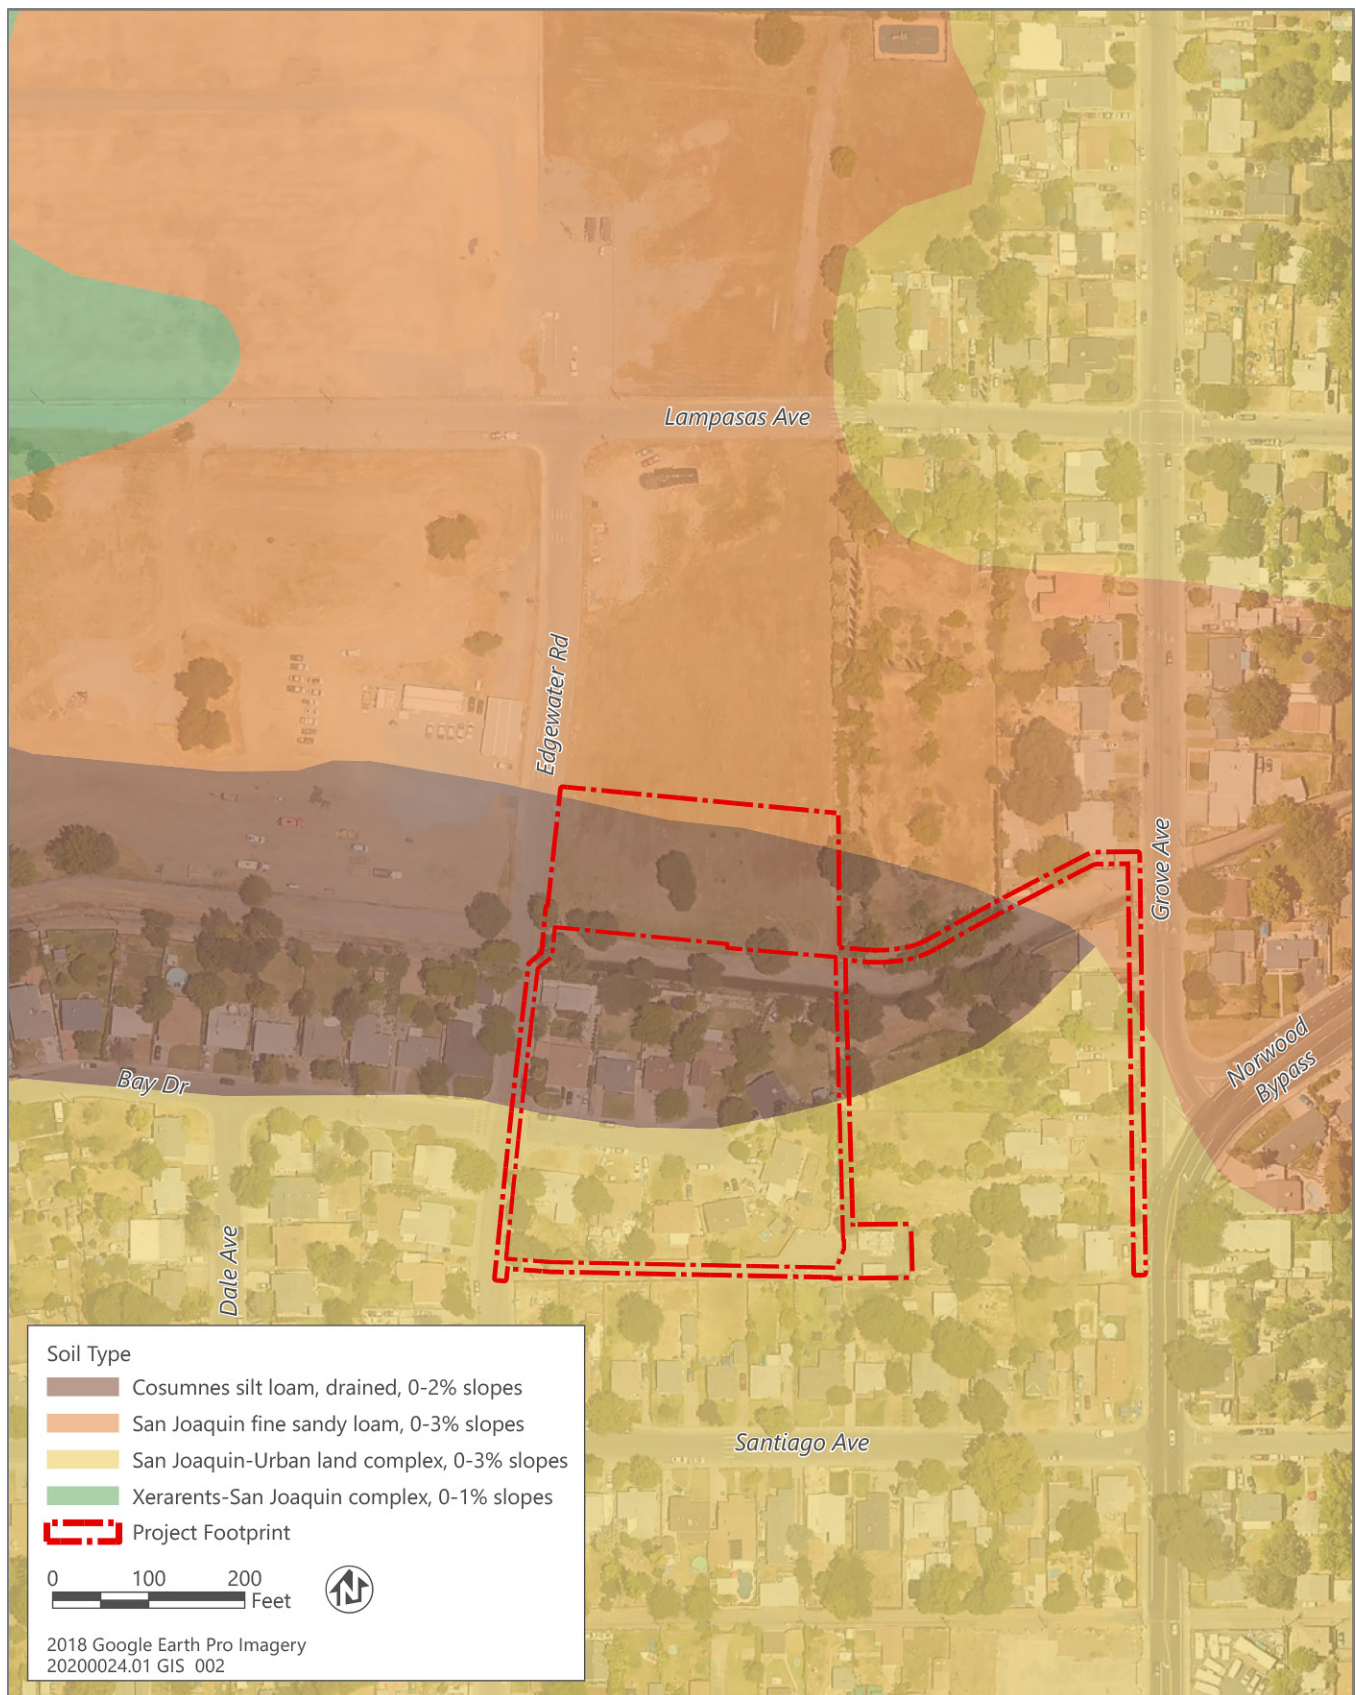 Lampasas Ave
Edgewater Rd
Grove Ave
Norwood
Bypass
Bay Dr
Dale Ave
Santiago Ave
Soil Type
Cosumnes silt loam, drained, 0-2% slopes
San Joaquin fine sandy loam, 0-3% slopes
San Joaquin-Urban land complex, 0-3% slopes
Xerarents-San Joaquin complex, 0-1% slopes
Project Footprint
0 100 200
Feet
N
2018 Google Earth Pro Imagery
20200024.01 GIS 002